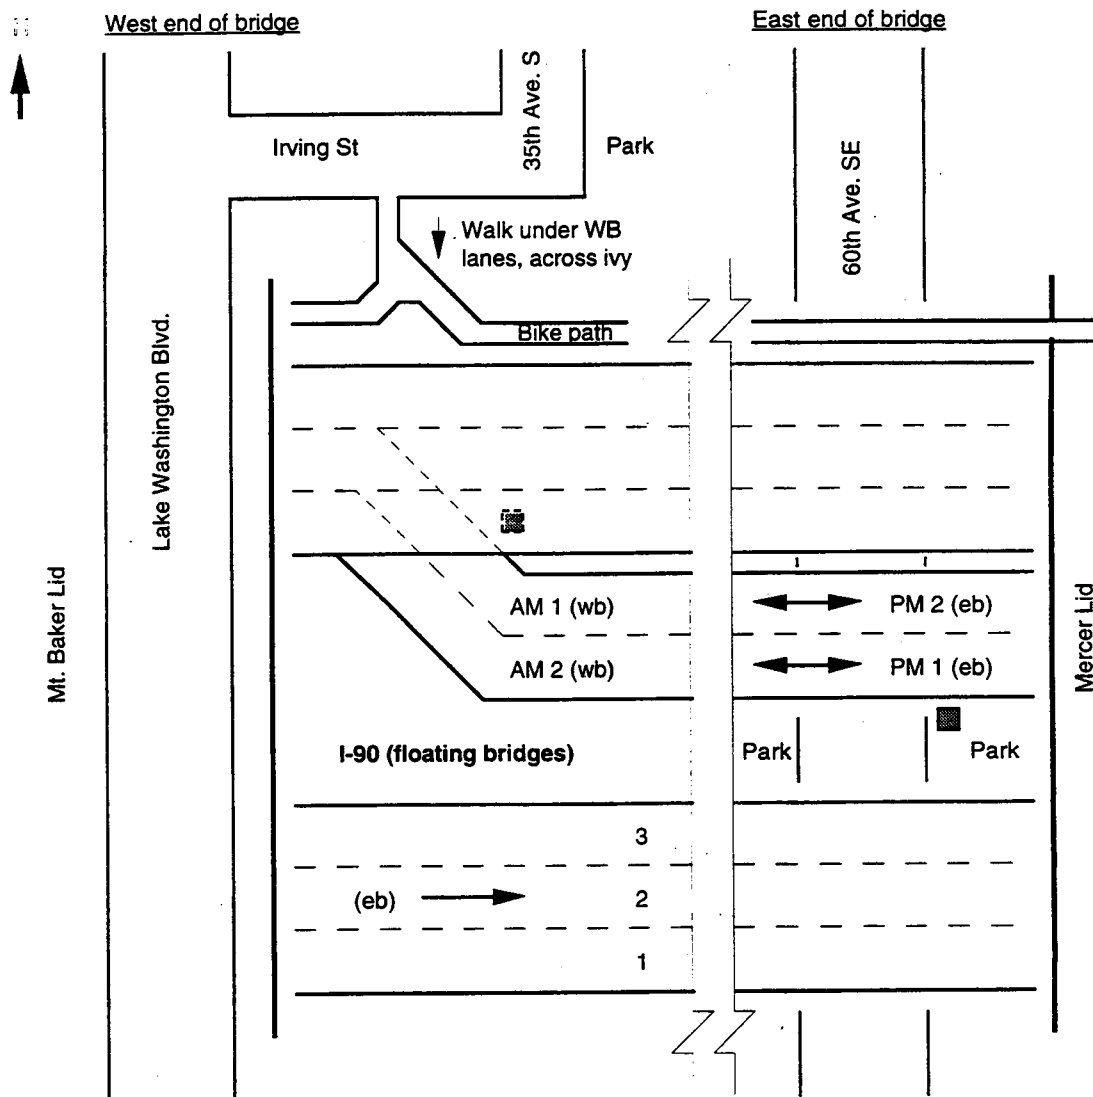 West end of bridge
East end of bridge
35th Ave. S
Irving St
Park
60th Ave. SE
Walk under WB
lanes, across ivy
Lake Washington Blvd.
Bike path
Mt. Baker Lid
AM 1 (wb)
PM 2 (eb)
AM 2 (wb)
PM 1 (eb)
Mercer Lid
I-90 (floating bridges)
Park
Park
3
(eb)
2
1